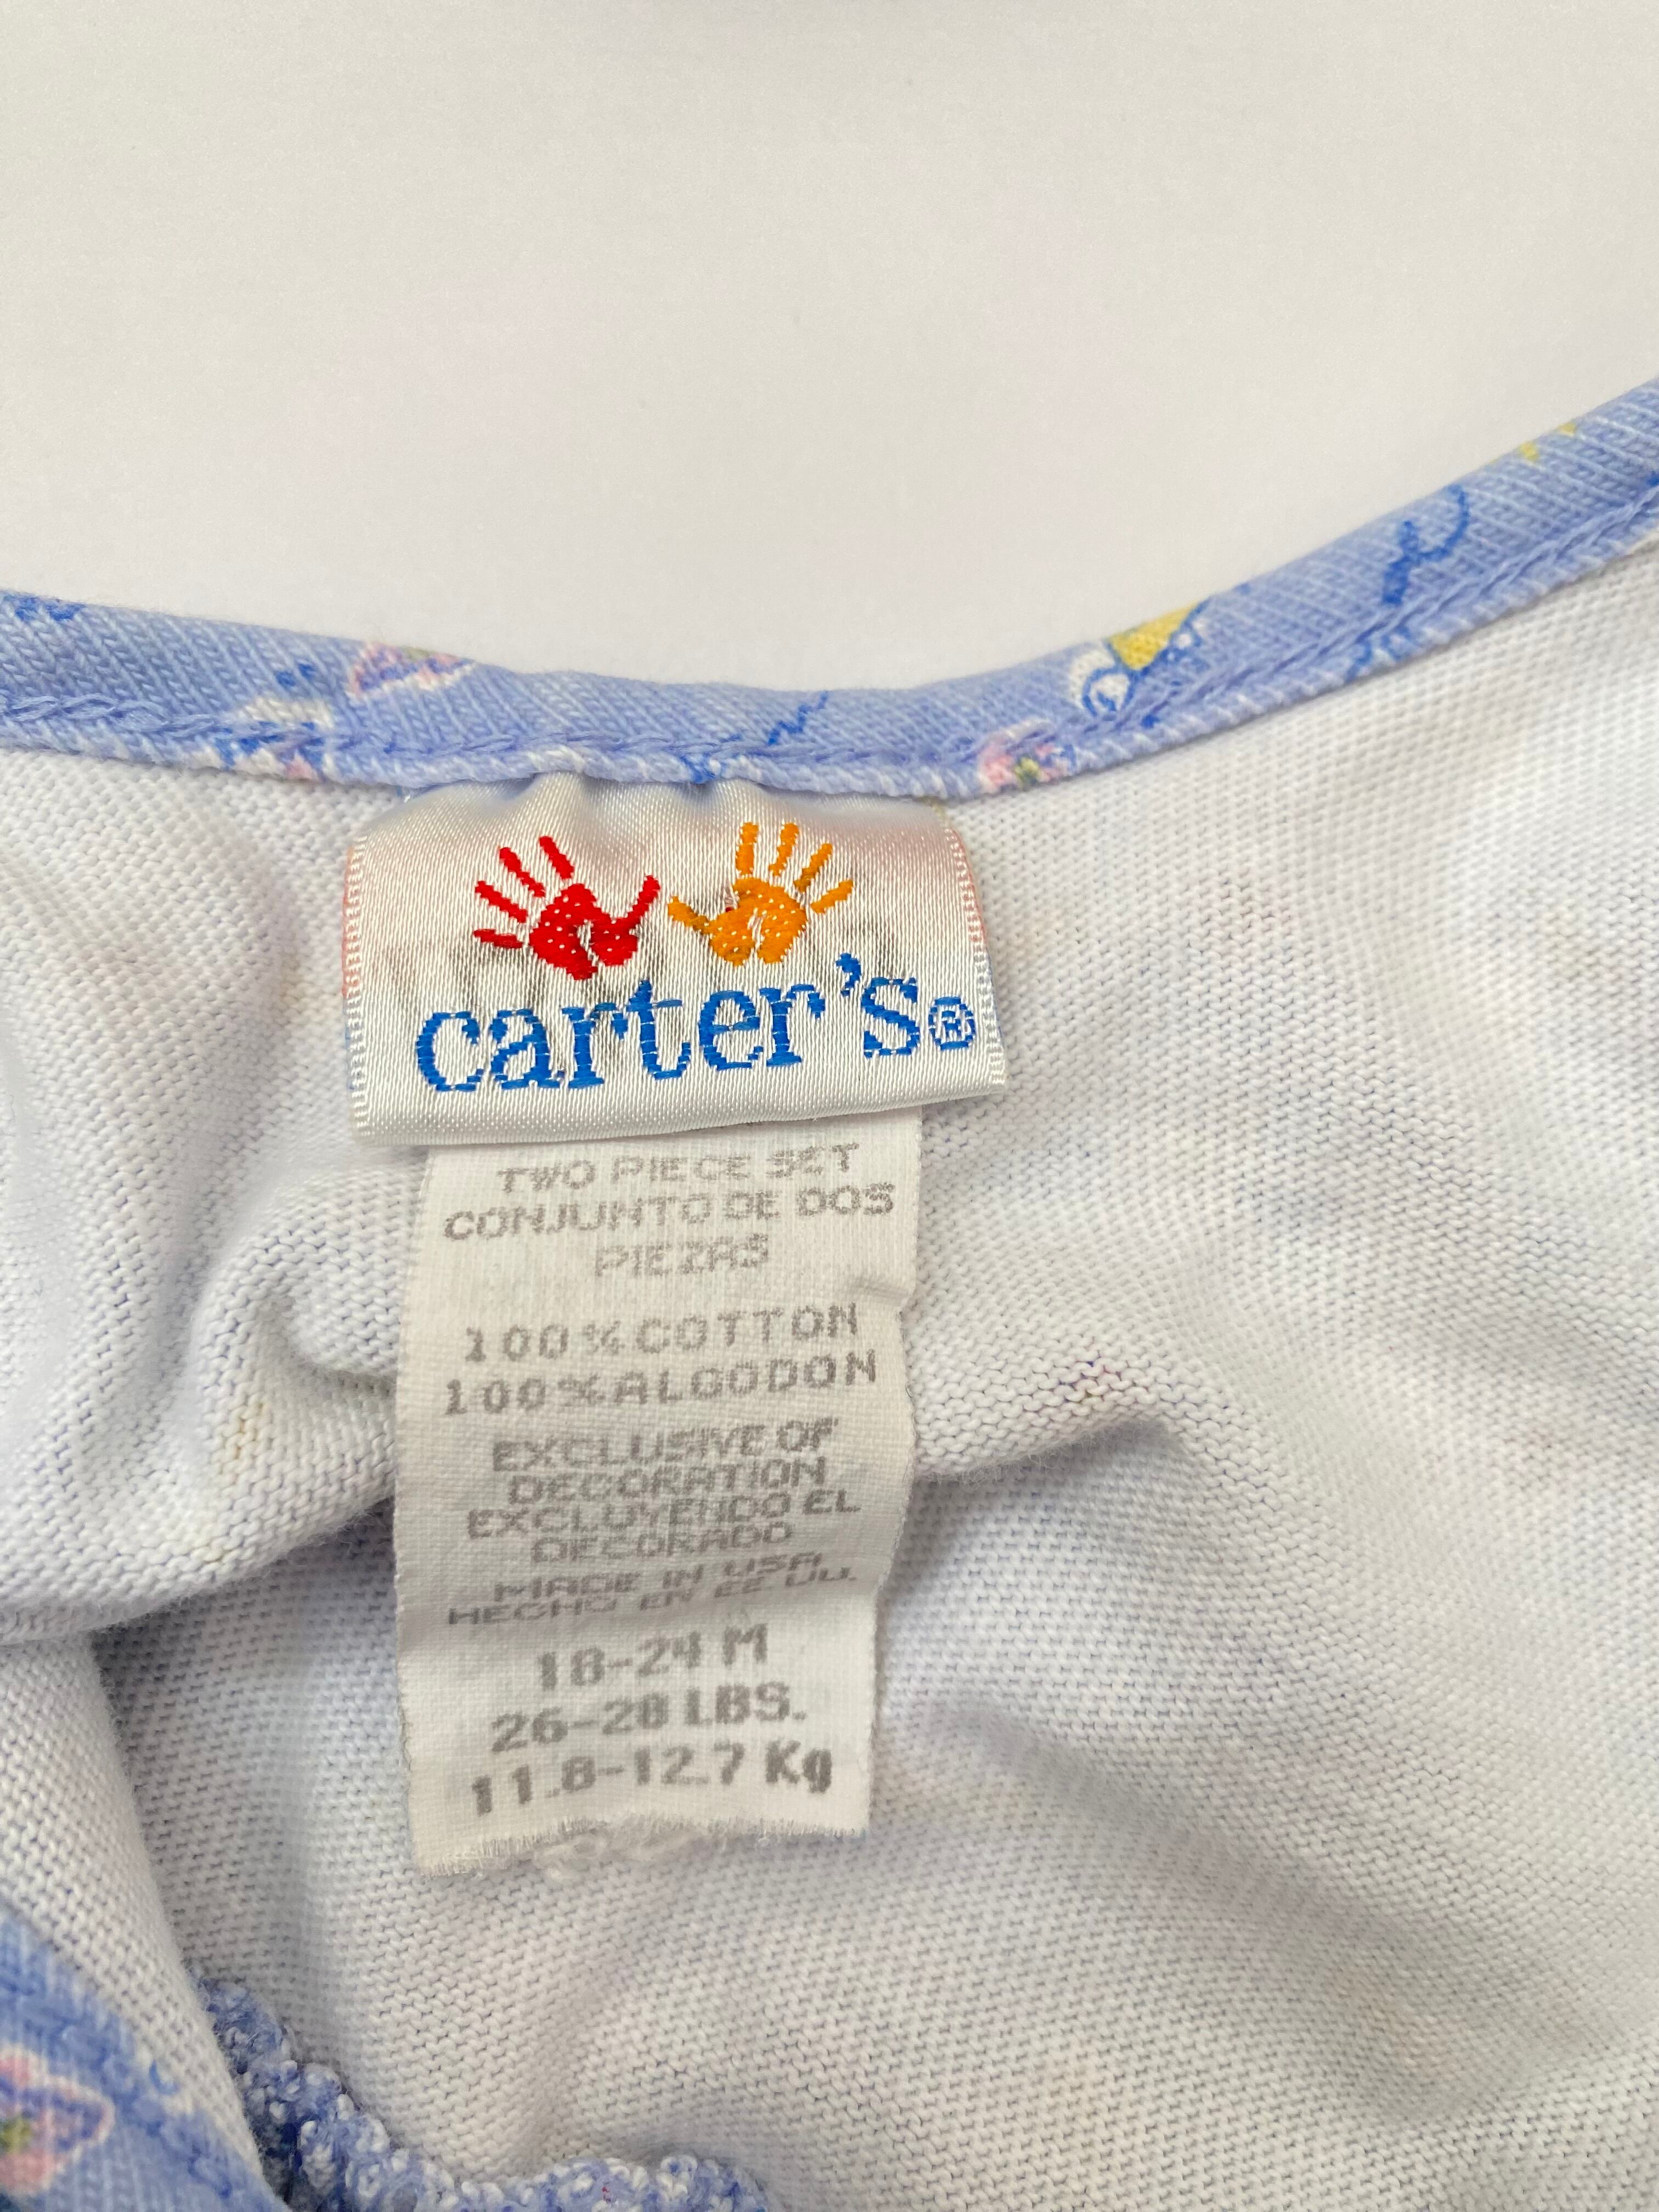 carter's®
TWO PIECE SET
CONJUNTO DE DOS
PIEZAS
100% COTTON
100% ALGODON
EXCLUSIVE OF
DECORATION
EXCLUYENDO EL
DECORADO
MADE IN USA
HECHO EN EE UU.
18-24 M
26-28 LBS.
11.8-12.7 Kg